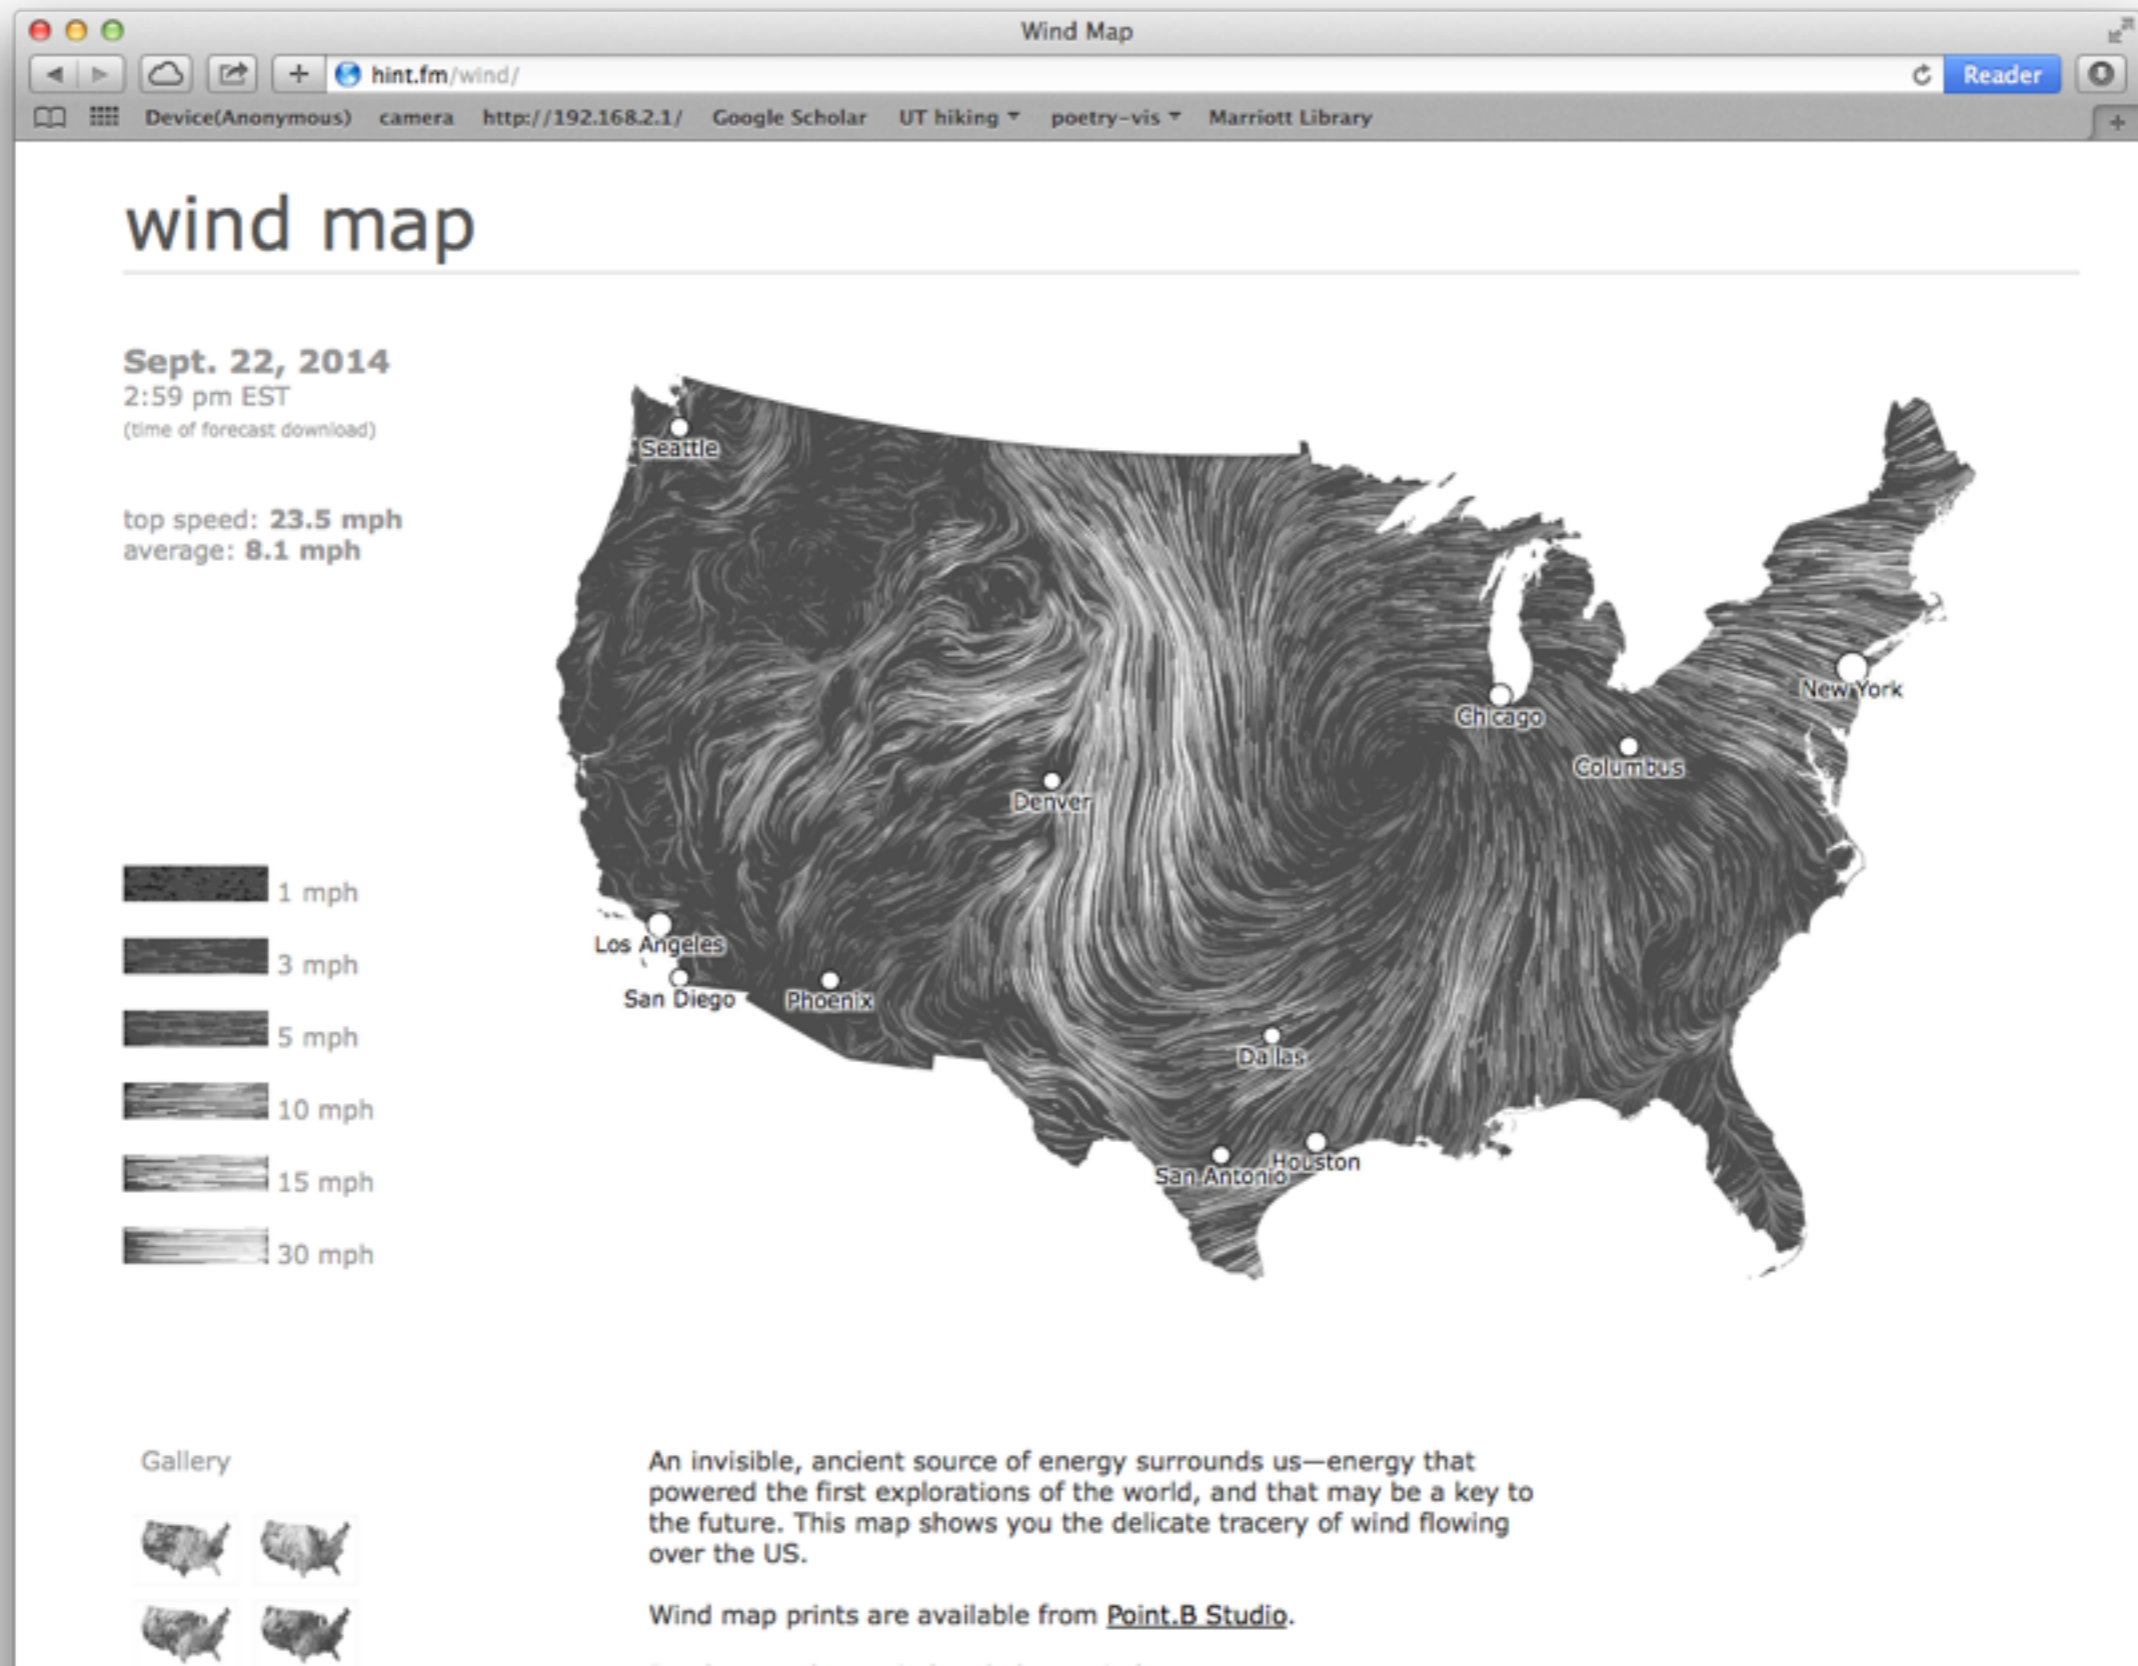 Wind Map
hint.fm/wind/
Reader
Device(Anonymous) camera http://192.168.2.1/ Google Scholar UT hiking poetry-vis Marriott Library
wind map
Sept. 22, 2014
2:59 pm EST
(time of forecast download)
top speed: 23.5 mph
average: 8.1 mph
1 mph
3 mph
5 mph
10 mph
15 mph
30 mph
Seattle
New York
Chicago
Columbus
Denver
Los Angeles
San Diego
Phoenix
Dallas
Houston
San Antonio
Gallery
An invisible, ancient source of energy surrounds us—energy that
powered the first explorations of the world, and that may be a key to
the future. This map shows you the delicate tracery of wind flowing
over the US.
Wind map prints are available from Point.B Studio.